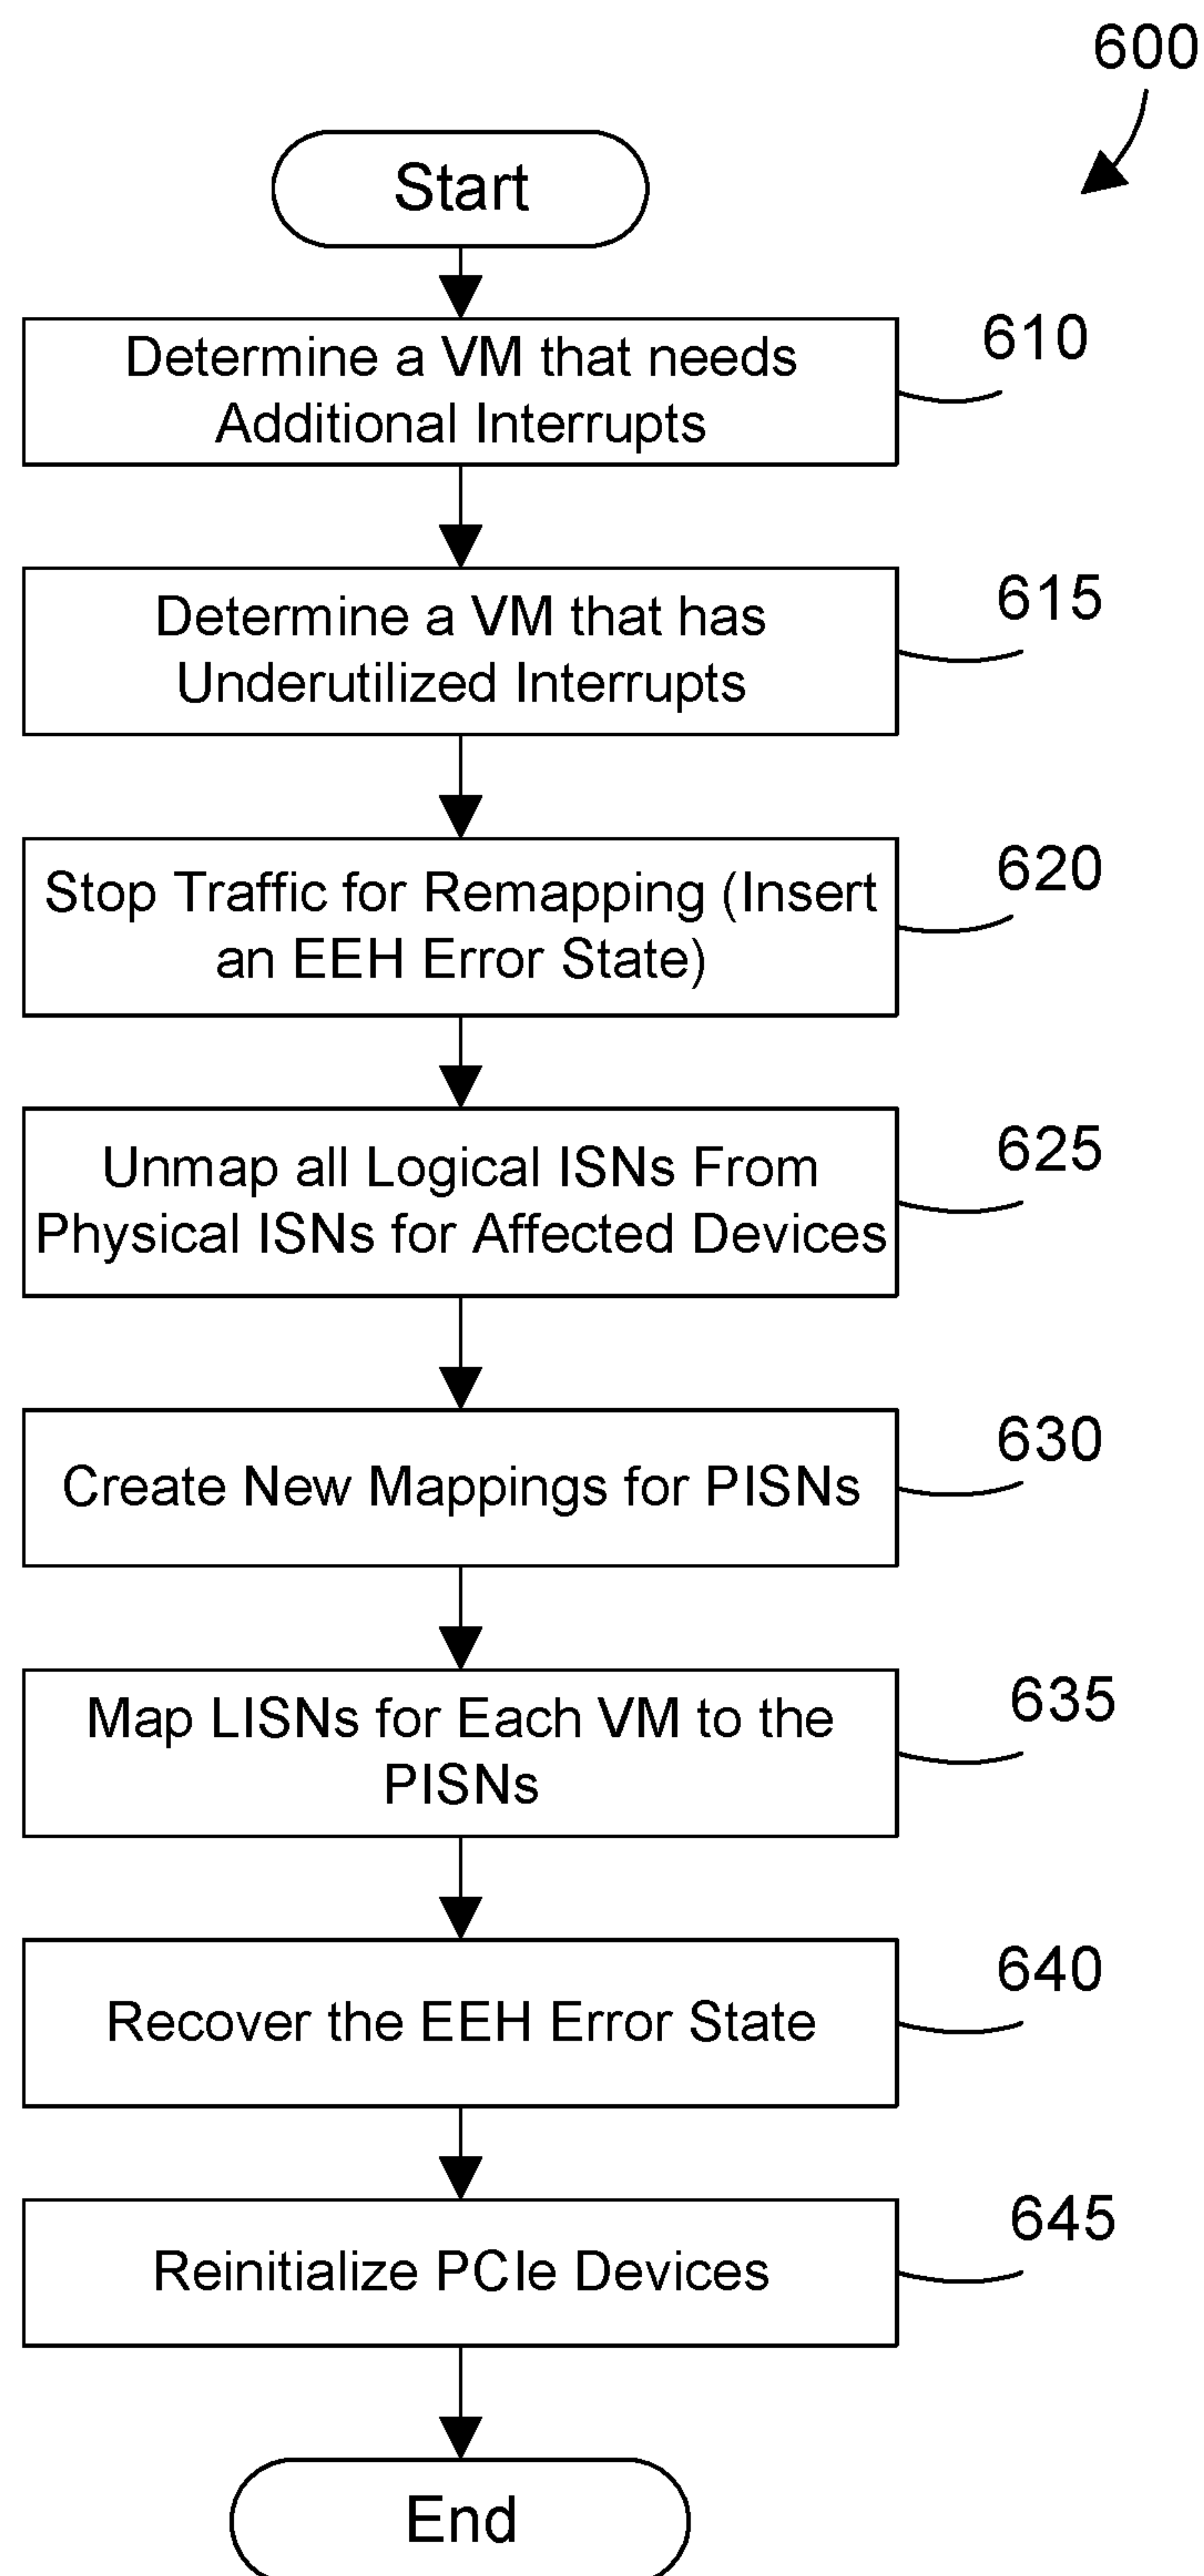 600
Start
Determine a VM that needs
Additional Interrupts
610
Determine a VM that has
Underutilized Interrupts
615
Stop Traffic for Remapping (Insert
an EEH Error State)
620
Unmap all Logical ISNs From
Physical ISNs for Affected Devices
625
Create New Mappings for PISNs
630
Map LISNs for Each VM to the
PISNs
635
Recover the EEH Error State
640
Reinitialize PCIe Devices
645
End